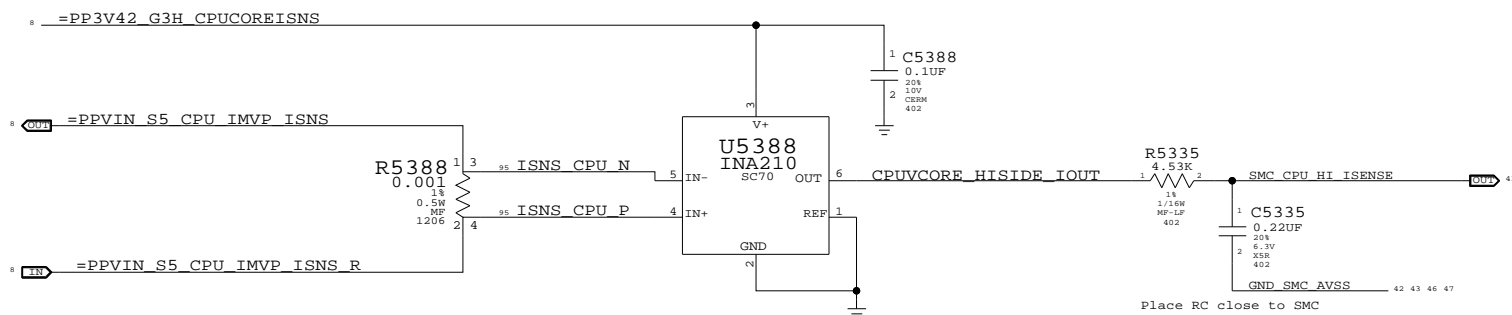 8 =PP3V42_G3H_CPUCOREISNS
1 C5388
0.1UF
20%
10V
2 CERM
402
3
V+
8 OUT =PPVIN_S5_CPU_IMVP_ISNS
U5388
INA210
SC70
R5388 1 3
0.001
1%
0.5W
MF
1206 2 4
95 ISNS_CPU_N 5 IN-
95 ISNS_CPU_P 4 IN+
OUT 6 CPUVCORE_HISIDE_IOUT
REF 1
GND
2
R5335
4.53K
1 2
1%
1/16W
MF-LF
402
SMC_CPU_HI_ISENSE OUT
1 C5335
0.22UF
20%
2 6.3V
X5R
402
8 IN =PPVIN_S5_CPU_IMVP_ISNS_R
GND_SMC_AVSS 42 43 46 47
Place RC close to SMC